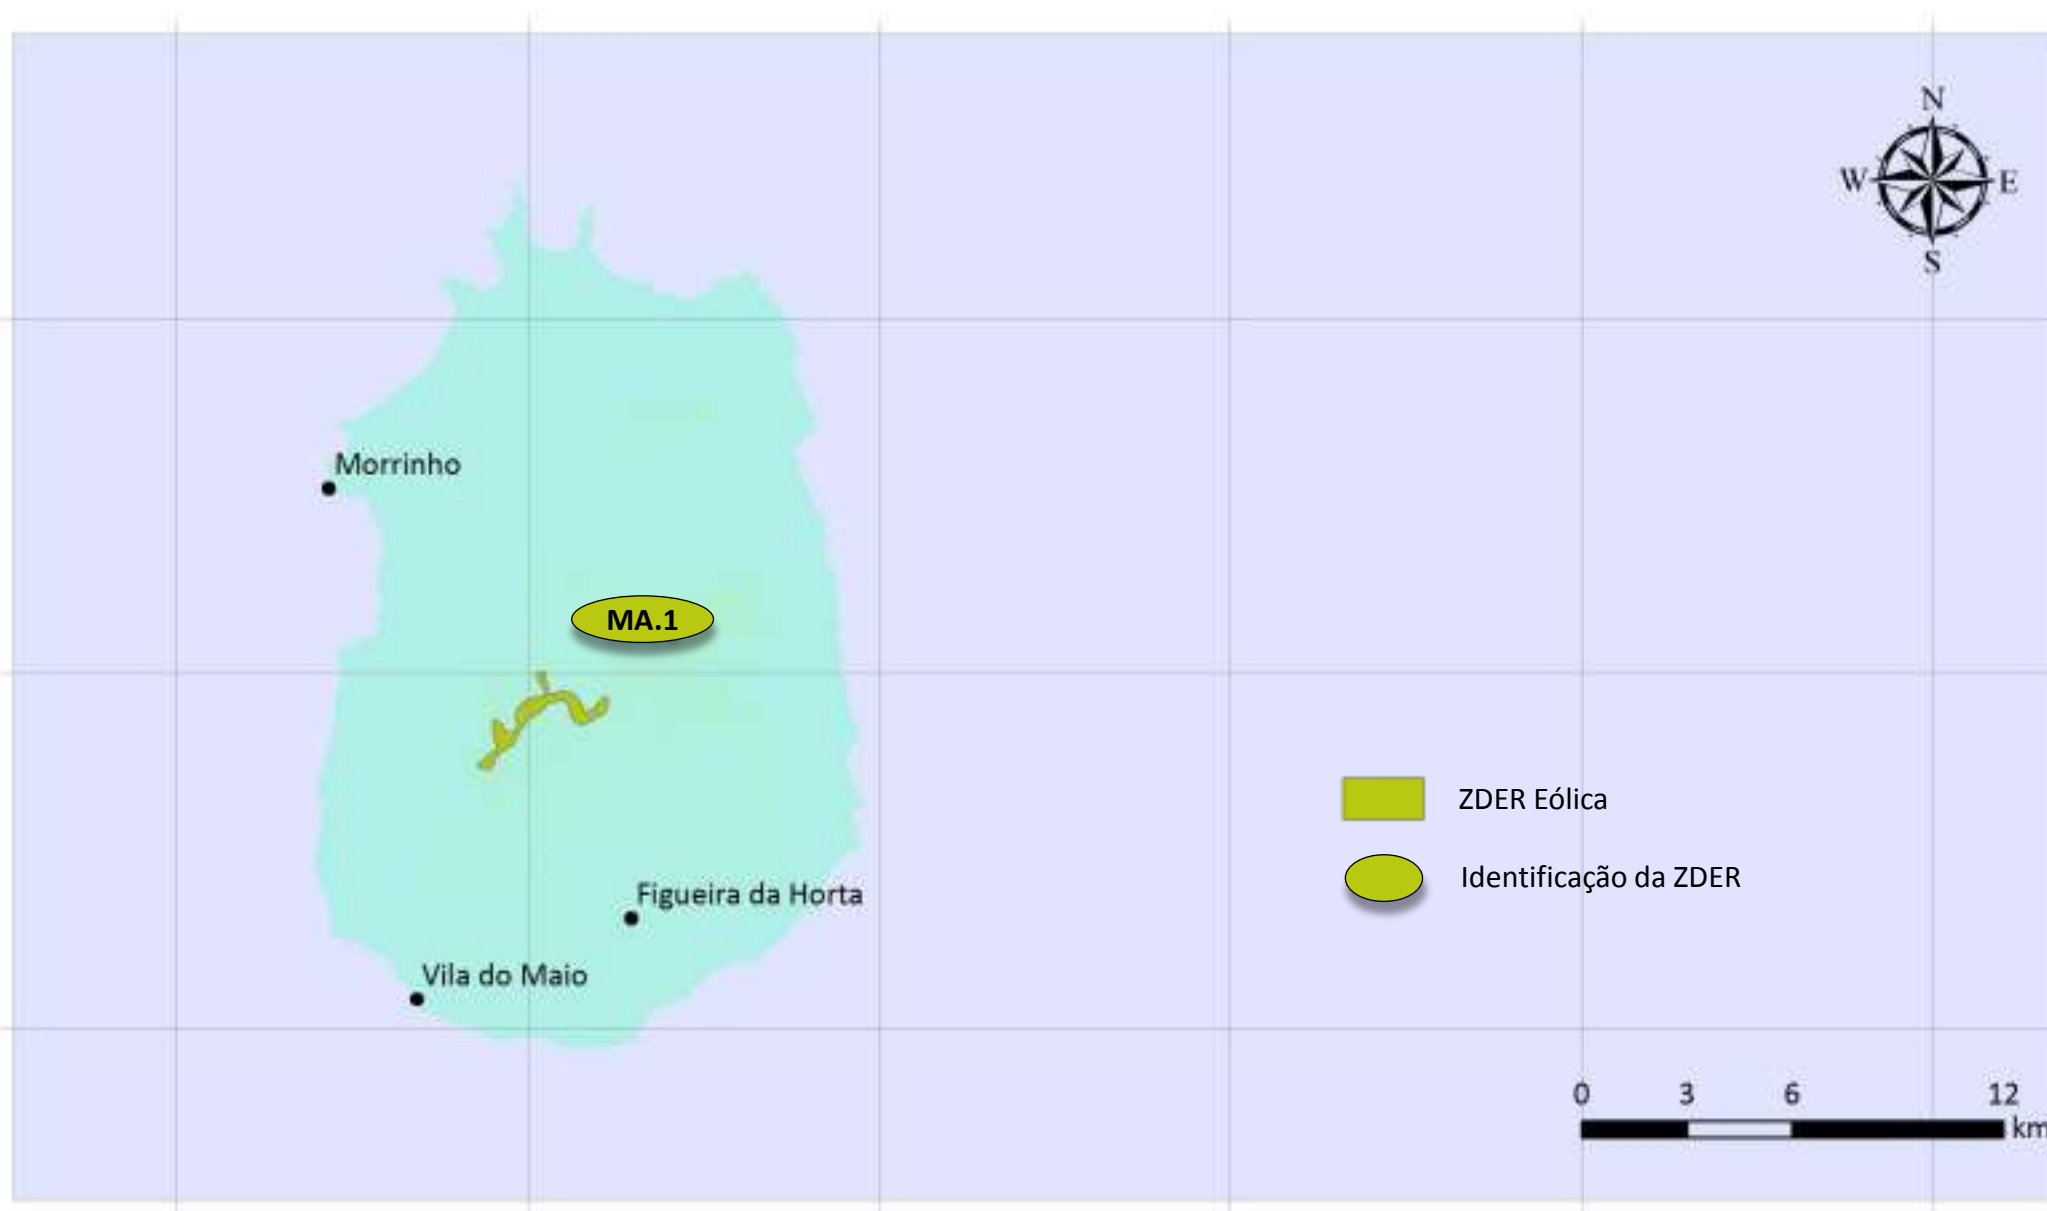 N
W E
S
Morrinho
MA.1
ZDER Eólica
Identificação da ZDER
Figueira da Horta
Vila do Maio
0 3 6 12
km